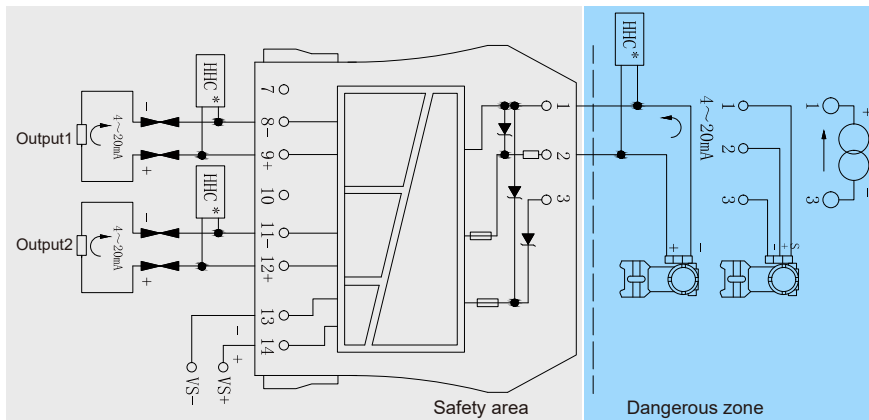 HHC *
4~20mA
-
+
Output1
HHC *
4~20mA
-
+
Output2
7
8-
9+
10
11-
12+
13
14
-
+
VS-
VS+
1
2
3
Safety area
HHC *
4~20mA
+
-
1
2
3
-
+
S
1
3
+
-
Dangerous zone